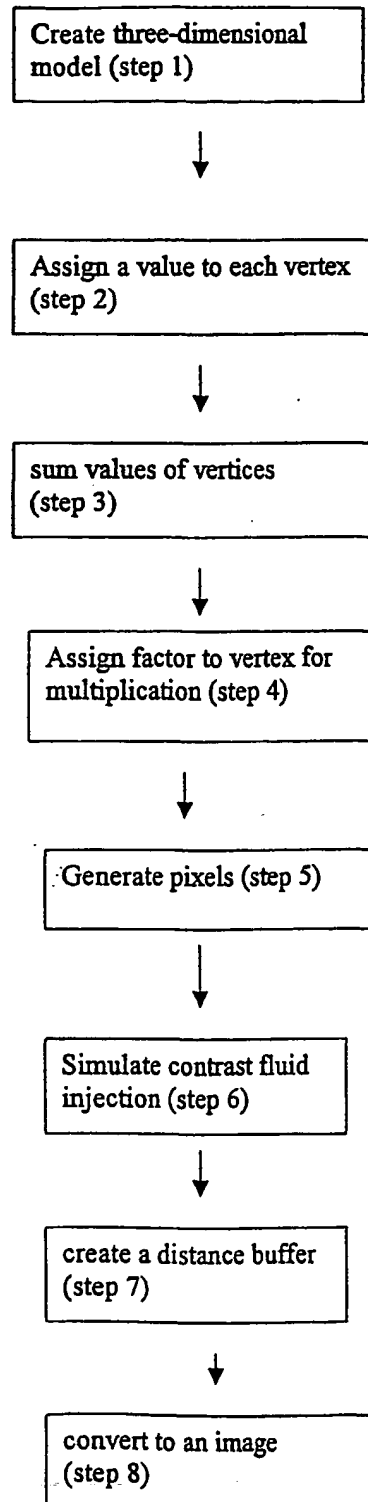 Create three-dimensional
model (step 1)
Assign a value to each vertex
(step 2)
sum values of vertices
(step 3)
Assign factor to vertex for
multiplication (step 4)
Generate pixels (step 5)
Simulate contrast fluid
injection (step 6)
create a distance buffer
(step 7)
convert to an image
(step 8)